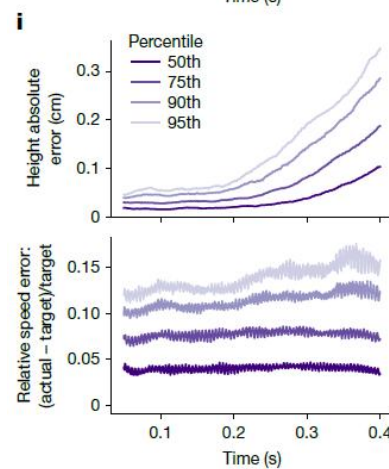 Time (s)
i
Percentile
50th
75th
90th
95th
Height absolute
error (cm)
0.3
0.2
0.1
0
Relative speed error:
(actual – target)/target
0.15
0.10
0.05
0
0.1
0.2
0.3
0.4
Time (s)